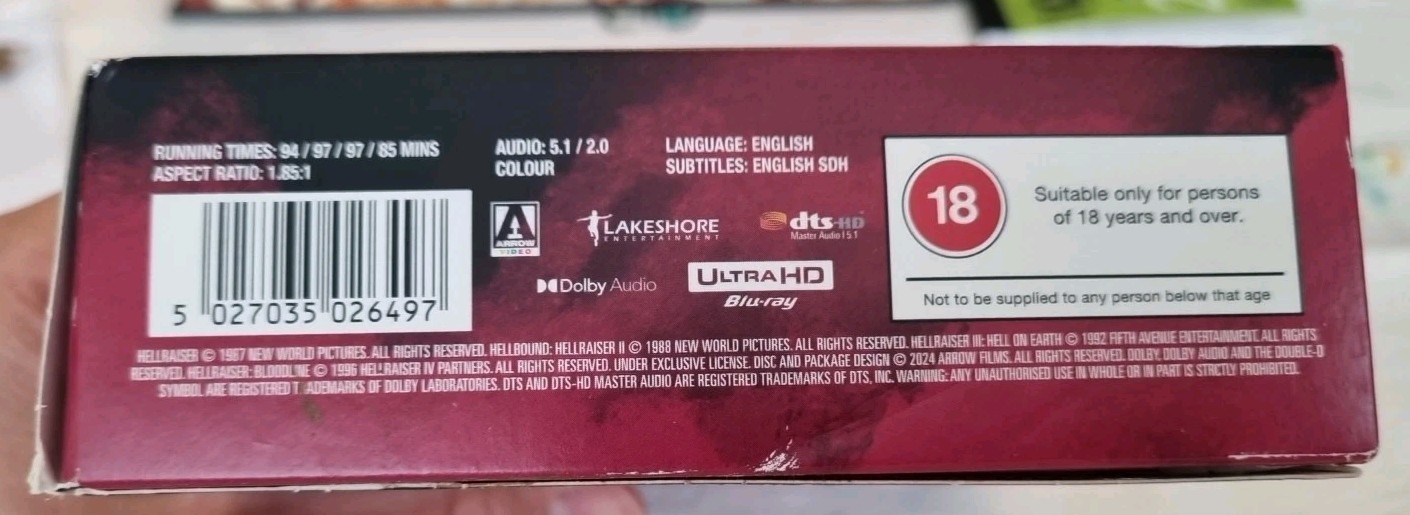 RUNNING TIMES: 94 / 97 / 97 / 85 MINS
ASPECT RATIO: 1.85:1
AUDIO: 5.1 / 2.0
COLOUR
LANGUAGE: ENGLISH
SUBTITLES: ENGLISH SDH
5 027035 026497
A
ARROW
VIDEO
LAKESHORE
ENTERTAINMENT
dts-HD
Master Audio | 5.1
Dolby Audio
ULTRA HD
Blu-ray
18
Suitable only for persons
of 18 years and over.
Not to be supplied to any person below that age
HELLRAISER © 1987 NEW WORLD PICTURES. ALL RIGHTS RESERVED. HELLBOUND: HELLRAISER II © 1988 NEW WORLD PICTURES. ALL RIGHTS RESERVED. HELLRAISER III: HELL ON EARTH © 1992 FIFTH AVENUE ENTERTAINMENT. ALL RIGHTS
RESERVED. HELLRAISER: BLOODLINE © 1996 HELLRAISER IV PARTNERS. ALL RIGHTS RESERVED. UNDER EXCLUSIVE LICENSE. DISC AND PACKAGE DESIGN © 2024 ARROW FILMS. ALL RIGHTS RESERVED. DOLBY, DOLBY AUDIO AND THE DOUBLE-D
SYMBOL ARE REGISTERED TRADEMARKS OF DOLBY LABORATORIES. DTS AND DTS-HD MASTER AUDIO ARE REGISTERED TRADEMARKS OF DTS, INC. WARNING: ANY UNAUTHORISED USE IN WHOLE OR IN PART IS STRICTLY PROHIBITED.